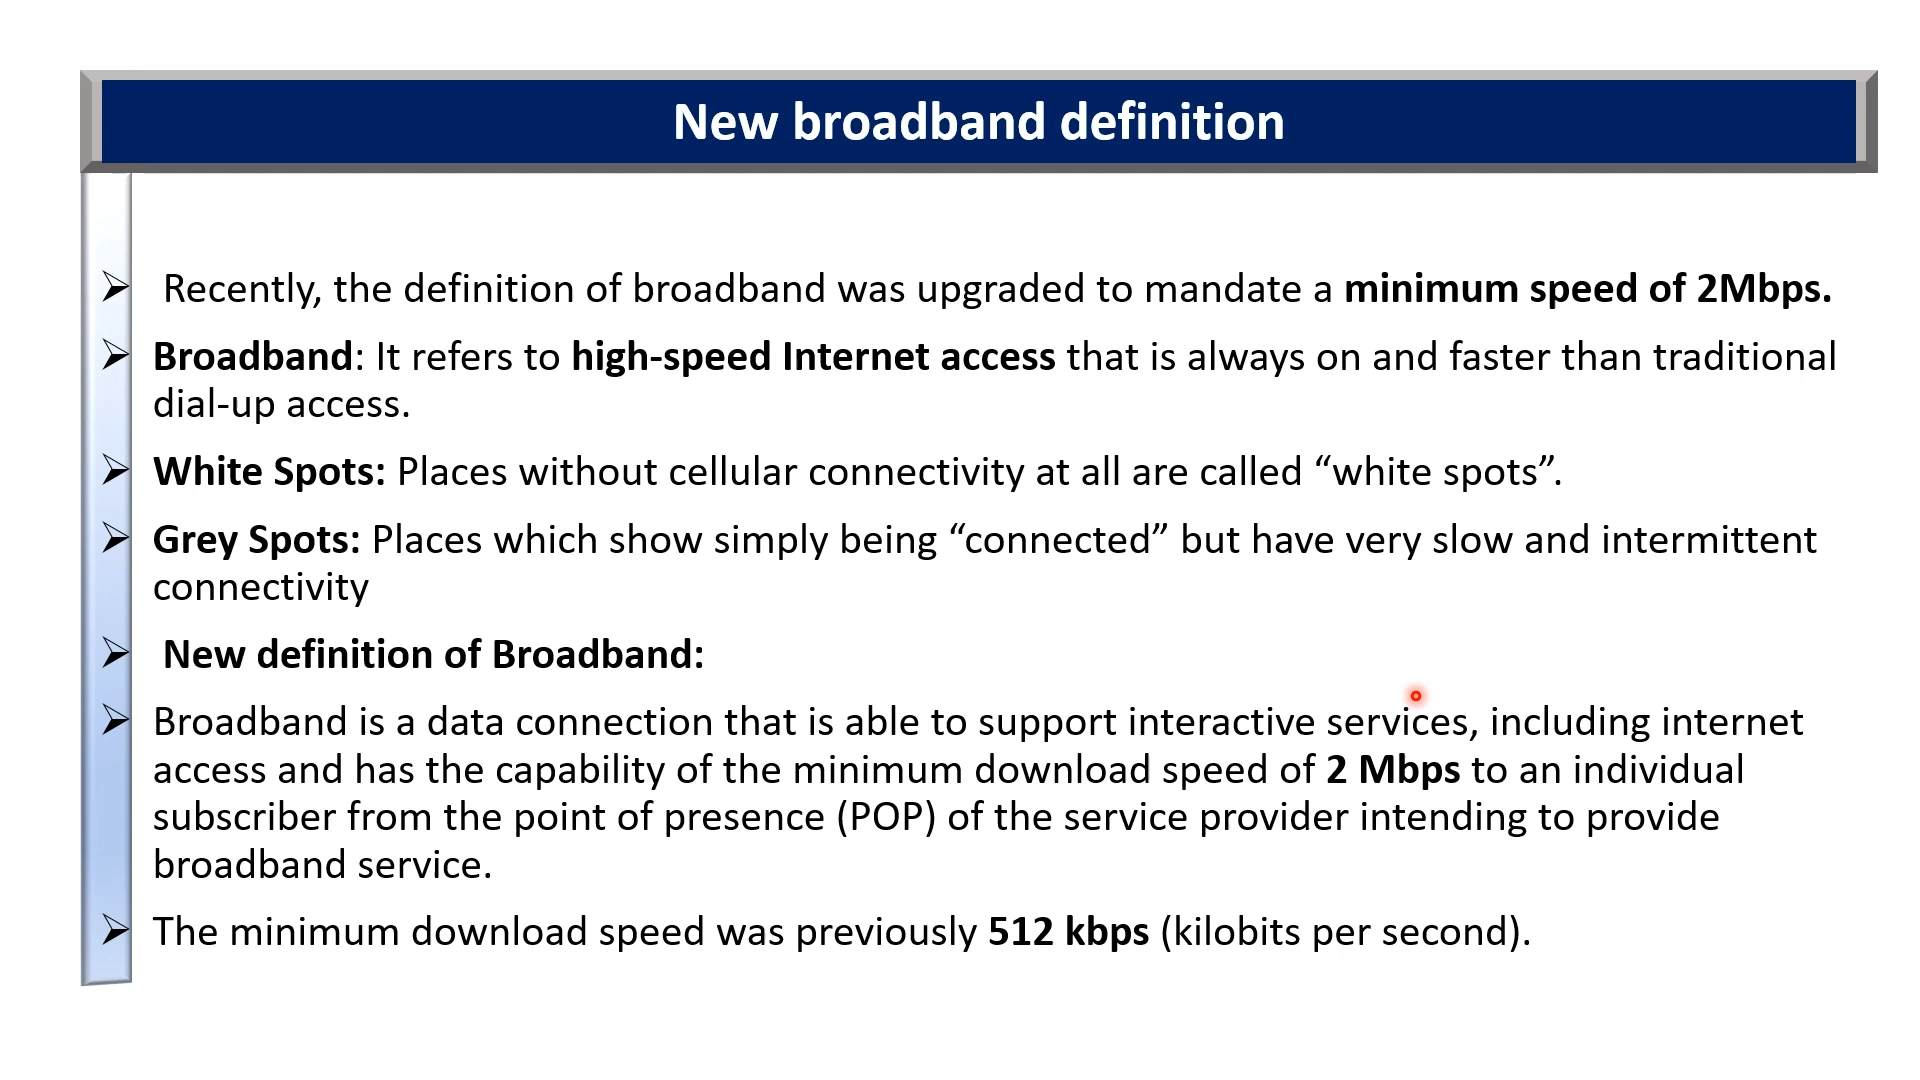 New broadband definition
Recently, the definition of broadband was upgraded to mandate a minimum speed of 2Mbps.
Broadband: It refers to high-speed Internet access that is always on and faster than traditional
dial-up access.
White Spots: Places without cellular connectivity at all are called “white spots”.
Grey Spots: Places which show simply being “connected” but have very slow and intermittent
connectivity
New definition of Broadband:
Broadband is a data connection that is able to support interactive services, including internet
access and has the capability of the minimum download speed of 2 Mbps to an individual
subscriber from the point of presence (POP) of the service provider intending to provide
broadband service.
The minimum download speed was previously 512 kbps (kilobits per second).